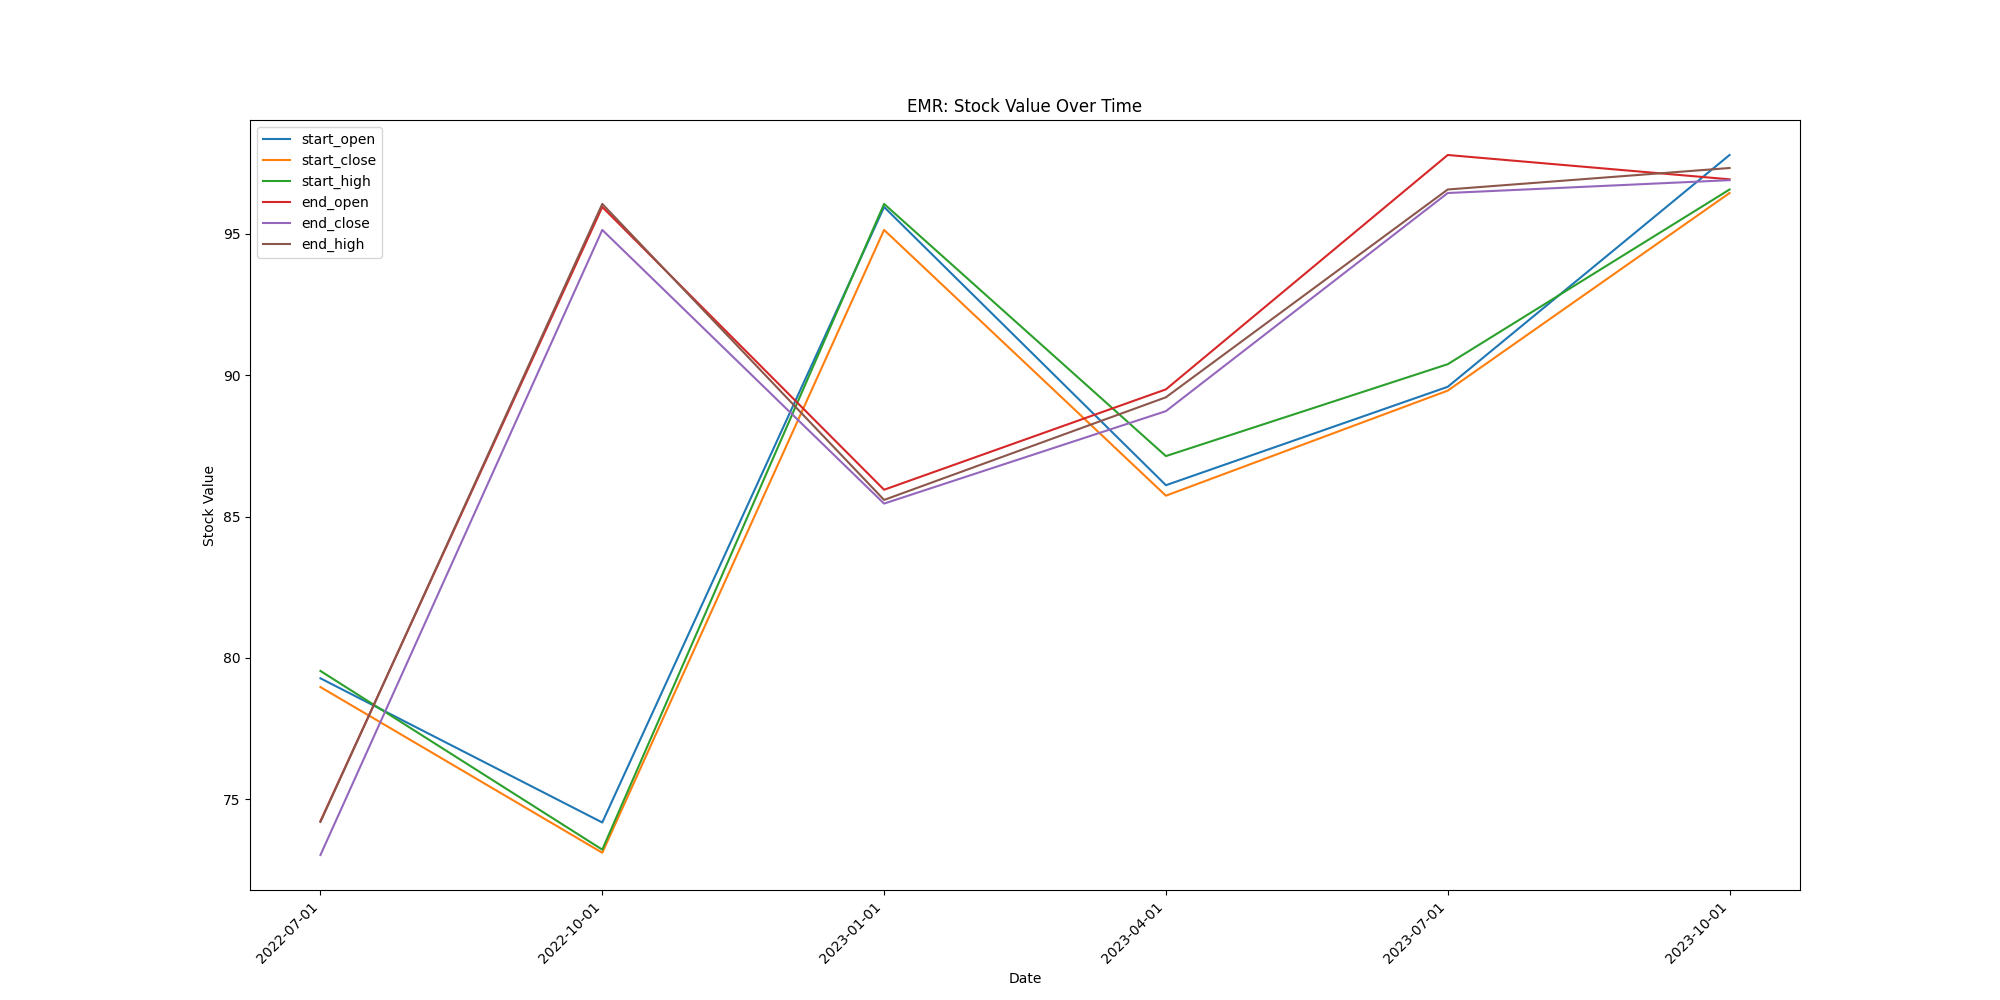 EMR: Stock Value Over Time
start_open
start_close
start_high
end_open
end_close
end_high
Stock Value
95
90
85
80
75
2022-07-01
2022-10-01
2023-01-01
2023-04-01
2023-07-01
2023-10-01
Date